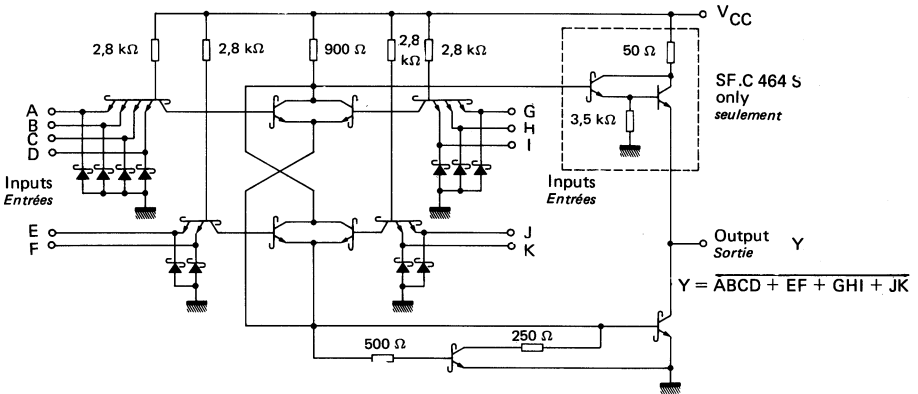 V_CC
2,8 kΩ
2,8 kΩ
900 Ω
2,8
kΩ
2,8 kΩ
50 Ω
SF.C 464 S
only
seulement
3,5 kΩ
A
B
C
D
G
H
I
Inputs
Entrées
Inputs
Entrées
E
F
J
K
Output Y
Sortie
Y = \overline{ABCD + EF + GHI + JK}
500 Ω
250 Ω